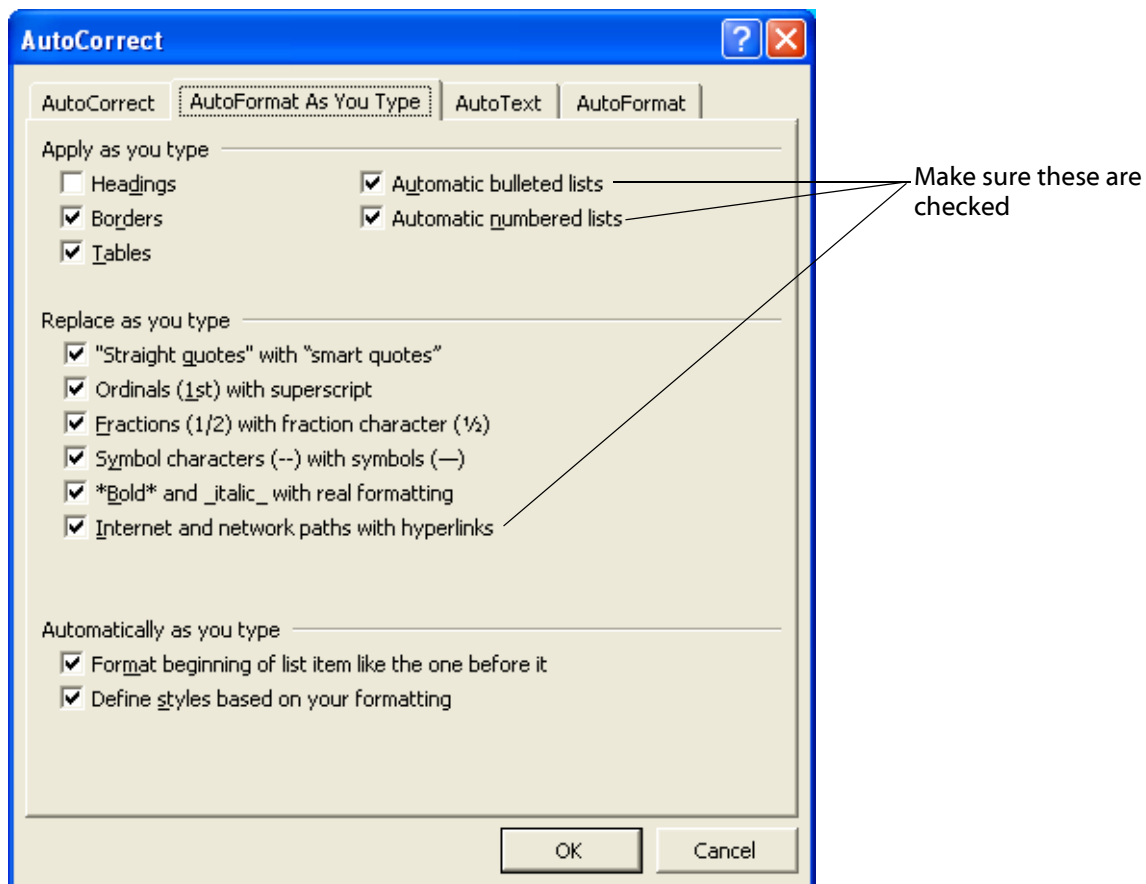 AutoCorrect
AutoCorrect AutoFormat As You Type AutoText AutoFormat
Apply as you type
Headings Automatic bulleted lists
Borders Automatic numbered lists
Tables
Make sure these are
checked
Replace as you type
"Straight quotes" with “smart quotes”
Ordinals (1st) with superscript
Fractions (1/2) with fraction character (½)
Symbol characters (--) with symbols (—)
*Bold* and _italic_ with real formatting
Internet and network paths with hyperlinks
Automatically as you type
Format beginning of list item like the one before it
Define styles based on your formatting
OK Cancel